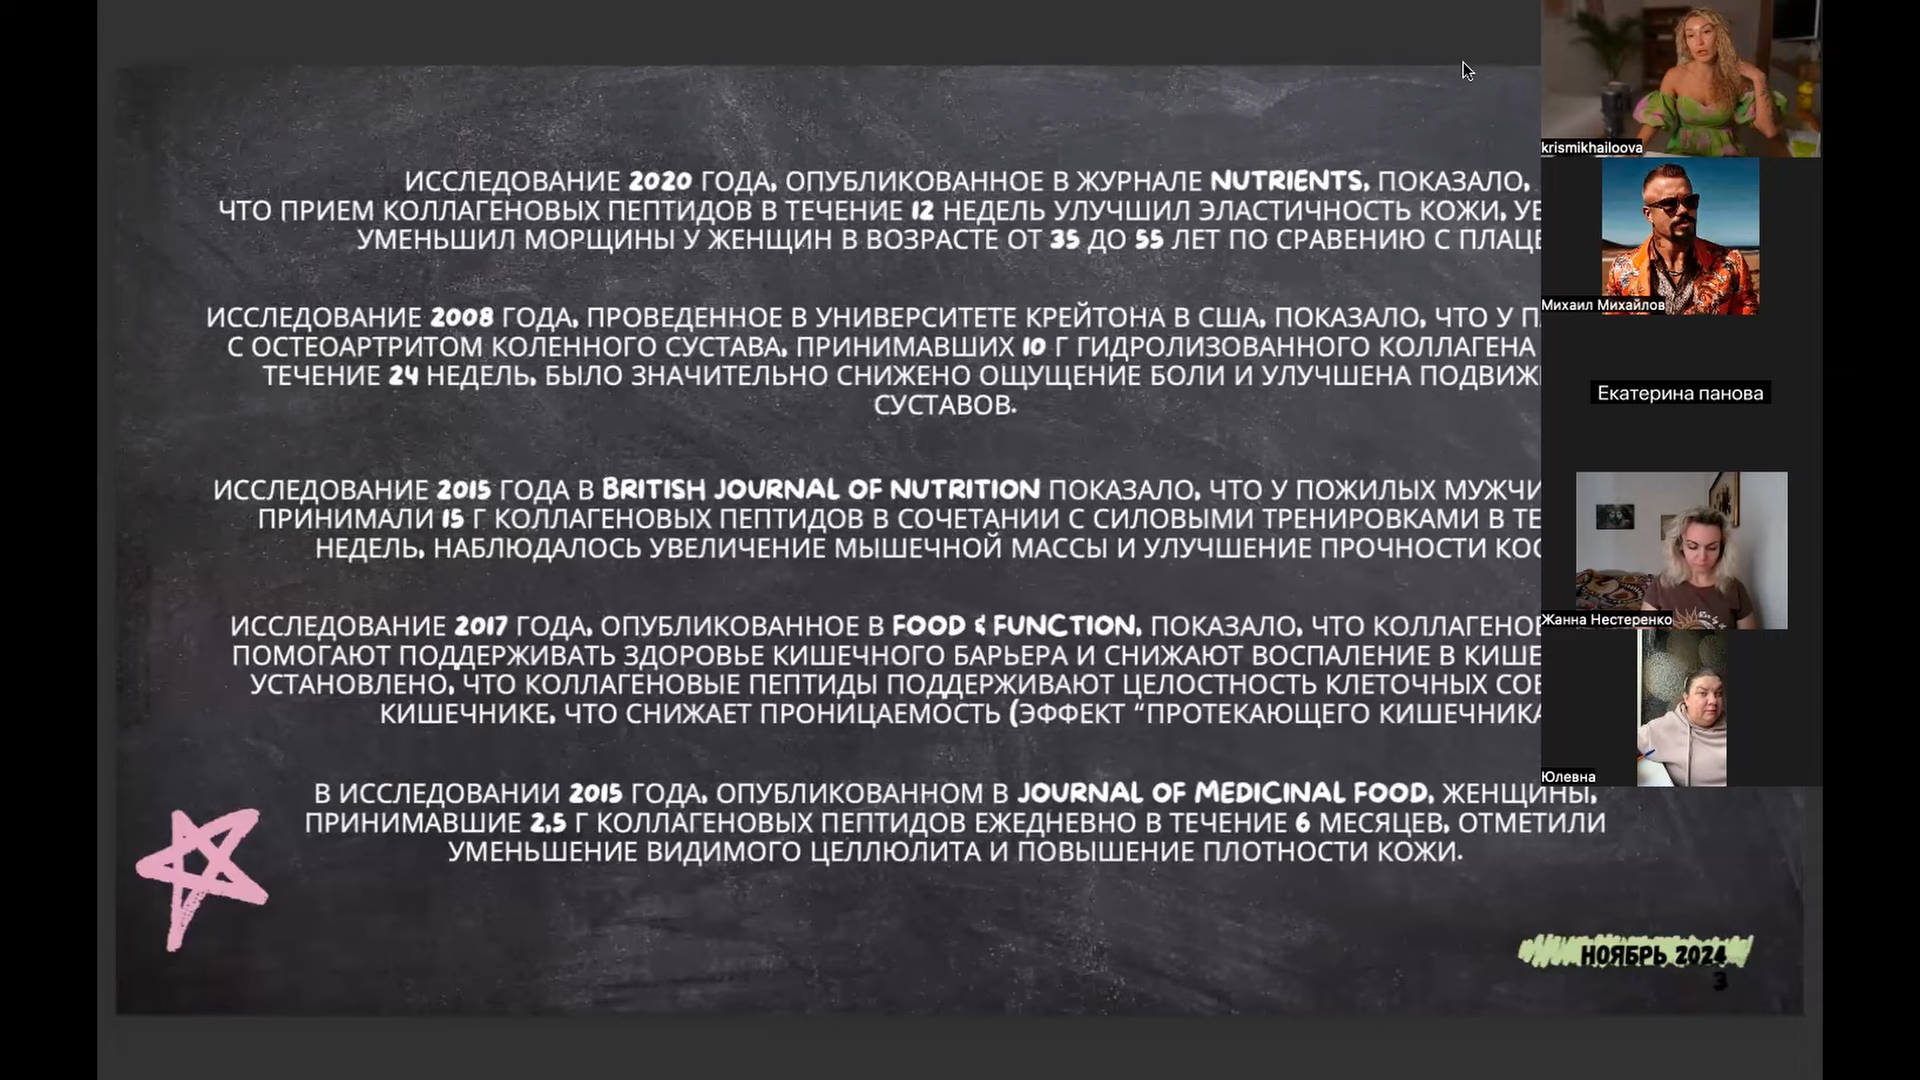 ИССЛЕДОВАНИЕ 2020 ГОДА, ОПУБЛИКОВАННОЕ В ЖУРНАЛЕ NUTRIENTS, ПОКАЗАЛО,
ЧТО ПРИЕМ КОЛЛАГЕНОВЫХ ПЕПТИДОВ В ТЕЧЕНИЕ 12 НЕДЕЛЬ УЛУЧШИЛ ЭЛАСТИЧНОСТЬ КОЖИ,
УМЕНЬШИЛ МОРЩИНЫ У ЖЕНЩИН В ВОЗРАСТЕ ОТ 35 ДО 55 ЛЕТ ПО СРАВЕНИЮ С
ИССЛЕДОВАНИЕ 2008 ГОДА, ПРОВЕДЕННОЕ В УНИВЕРСИТЕТЕ КРЕЙТОНА В США, ПОКАЗАЛО, ЧТО У
С ОСТЕОАРТРИТОМ КОЛЕННОГО СУСТАВА, ПРИНИМАВШИХ 10 Г ГИДРОЛИЗОВАННОГО КОЛЛАГЕНА
ТЕЧЕНИЕ 24 НЕДЕЛЬ, БЫЛО ЗНАЧИТЕЛЬНО СНИЖЕНО ОЩУЩЕНИЕ БОЛИ И УЛУЧШЕНА
СУСТАВОВ.
ИССЛЕДОВАНИЕ 2015 ГОДА В BRITISH JOURNAL OF NUTRITION ПОКАЗАЛО, ЧТО У ПОЖИЛЫХ
ПРИНИМАЛИ 15 Г КОЛЛАГЕНОВЫХ ПЕПТИДОВ В СОЧЕТАНИИ С СИЛОВЫМИ ТРЕНИРОВКАМИ В
НЕДЕЛЬ, НАБЛЮДАЛОСЬ УВЕЛИЧЕНИЕ МЫШЕЧНОЙ МАССЫ И УЛУЧШЕНИЕ ПРОЧНОСТИ
ИССЛЕДОВАНИЕ 2017 ГОДА, ОПУБЛИКОВАННОЕ В FOOD & FUNCTION, ПОКАЗАЛО, ЧТО
ПОМОГАЮТ ПОДДЕРЖИВАТЬ ЗДОРОВЬЕ КИШЕЧНОГО БАРЬЕРА И СНИЖАЮТ ВОСПАЛЕНИЕ В
УСТАНОВЛЕНО, ЧТО КОЛЛАГЕНОВЫЕ ПЕПТИДЫ ПОДДЕРЖИВАЮТ ЦЕЛОСТНОСТЬ КЛЕТОЧНЫХ
КИШЕЧНИКЕ, ЧТО СНИЖАЕТ ПРОНИЦАЕМОСТЬ (ЭФФЕКТ “ПРОТЕКАЮЩЕГО КИШЕЧНИКА
В ИССЛЕДОВАНИИ 2015 ГОДА, ОПУБЛИКОВАННОМ В JOURNAL OF MEDICINAL FOOD, ЖЕНЩИНЫ,
ПРИНИМАВШИЕ 2,5 Г КОЛЛАГЕНОВЫХ ПЕПТИДОВ ЕЖЕДНЕВНО В ТЕЧЕНИЕ 6 МЕСЯЦЕВ, ОТМЕТИЛИ
УМЕНЬШЕНИЕ ВИДИМОГО ЦЕЛЛЮЛИТА И ПОВЫШЕНИЕ ПЛОТНОСТИ КОЖИ.
НОЯБРЬ 2024
3
krismikhailoova
Михаил Михайлов
Екатерина панова
Жанна Нестеренко
Юлевна